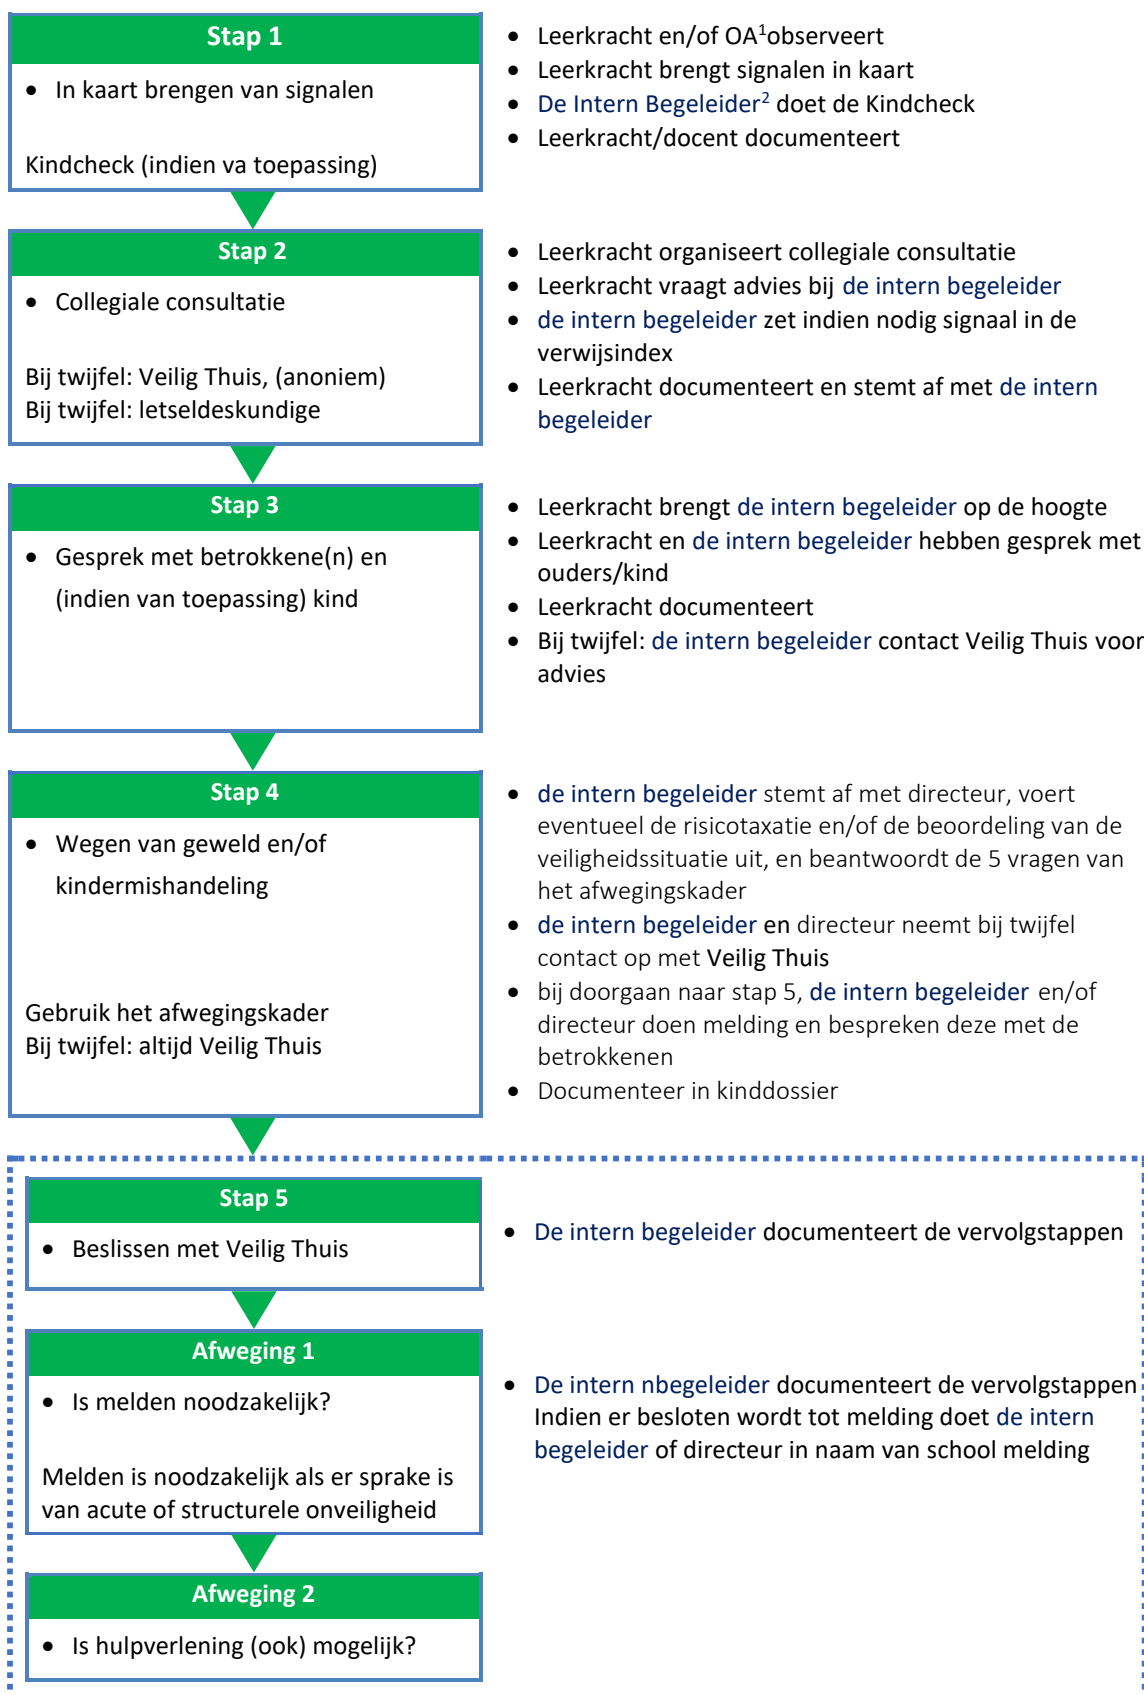 Stap 1
• In kaart brengen van signalen
Kindcheck (indien va toepassing)
• Leerkracht en/of OA¹observeert
• Leerkracht brengt signalen in kaart
• De Intern Begeleider² doet de Kindcheck
• Leerkracht/docent documenteert
Stap 2
• Collegiale consultatie
Bij twijfel: Veilig Thuis, (anoniem)
Bij twijfel: letseldeskundige
• Leerkracht organiseert collegiale consultatie
• Leerkracht vraagt advies bij de intern begeleider
• de intern begeleider zet indien nodig signaal in de
verwijsindex
• Leerkracht documenteert en stemt af met de intern
begeleider
Stap 3
• Gesprek met betrokkene(n) en
(indien van toepassing) kind
• Leerkracht brengt de intern begeleider op de hoogte
• Leerkracht en de intern begeleider hebben gesprek met
ouders/kind
• Leerkracht documenteert
• Bij twijfel: de intern begeleider contact Veilig Thuis voor
advies
Stap 4
• Wegen van geweld en/of
kindermishandeling
Gebruik het afwegingskader
Bij twijfel: altijd Veilig Thuis
• de intern begeleider stemt af met directeur, voert
eventueel de risicotaxatie en/of de beoordeling van de
veiligheidssituatie uit, en beantwoordt de 5 vragen van
het afwegingskader
• de intern begeleider en directeur neemt bij twijfel
contact op met Veilig Thuis
• bij doorgaan naar stap 5, de intern begeleider en/of
directeur doen melding en bespreken deze met de
betrokkenen
• Documenteer in kinddossier
Stap 5
• Beslissen met Veilig Thuis
• De intern begeleider documenteert de vervolgstappen
Afweging 1
• Is melden noodzakelijk?
Melden is noodzakelijk als er sprake is
van acute of structurele onveiligheid
• De intern nbegeleider documenteert de vervolgstappen
Indien er besloten wordt tot melding doet de intern
begeleider of directeur in naam van school melding
Afweging 2
• Is hulpverlening (ook) mogelijk?